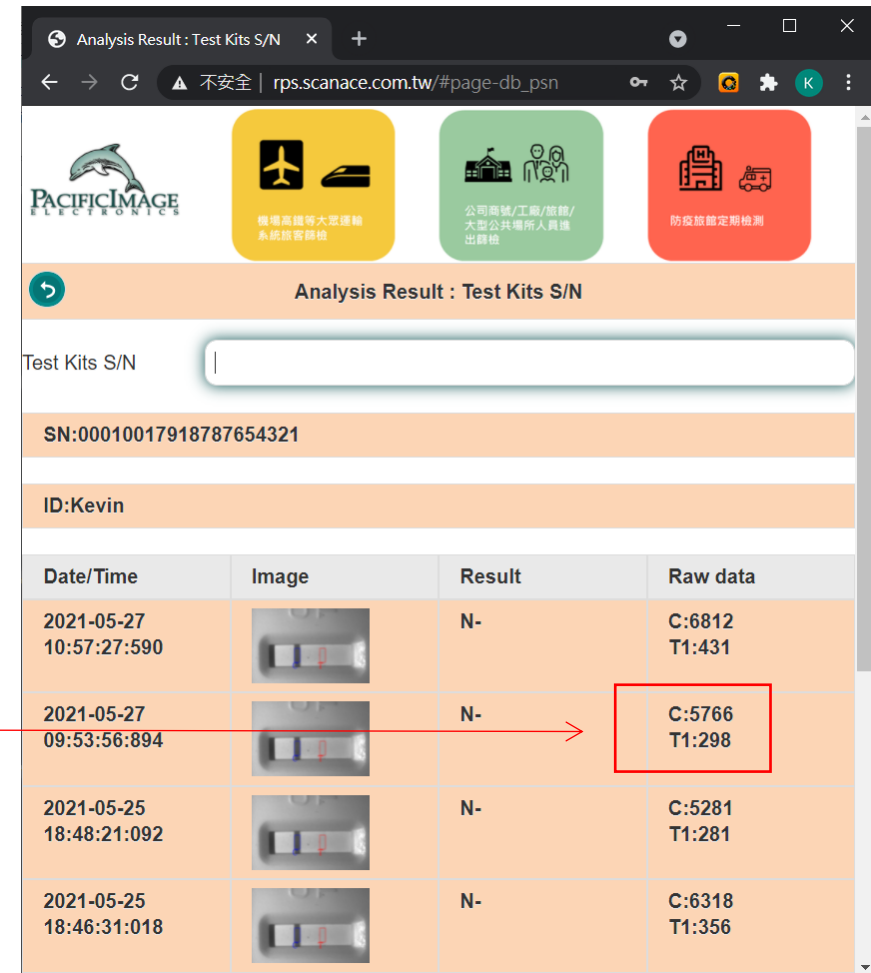 Analysis Result : Test Kits S/N
不安全 | rps.scanace.com.tw/#page-db_psn
K
PACIFICIMAGE
ELECTRONICS
機場高鐵等大眾運輸
系統旅客篩檢
公司商號/工廠/旅館/
大型公共場所人員進
出篩檢
防疫旅館定期檢測
Analysis Result : Test Kits S/N
Test Kits S/N
SN:00010017918787654321
ID:Kevin
Date/Time Image Result Raw data
2021-05-27 N- C:6812
10:57:27:590 T1:431
2021-05-27 N- C:5766
09:53:56:894 T1:298
2021-05-25 N- C:5281
18:48:21:092 T1:281
2021-05-25 N- C:6318
18:46:31:018 T1:356